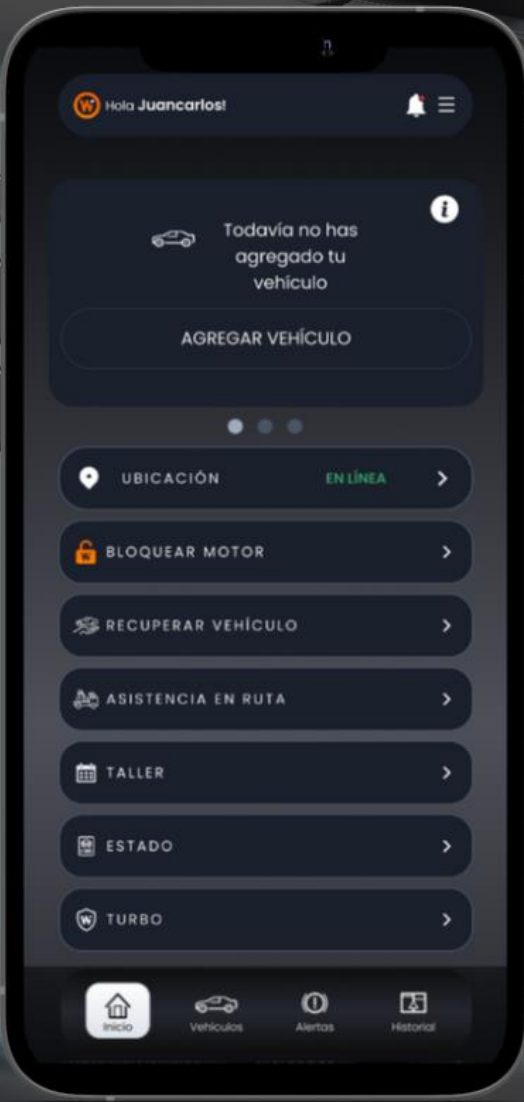 Hola Juancarlos!
Todavía no has
agregado tu
vehículo
AGREGAR VEHÍCULO
UBICACIÓN EN LÍNEA
BLOQUEAR MOTOR
RECUPERAR VEHÍCULO
ASISTENCIA EN RUTA
TALLER
ESTADO
TURBO
Inicio Vehículos Alertas Historial